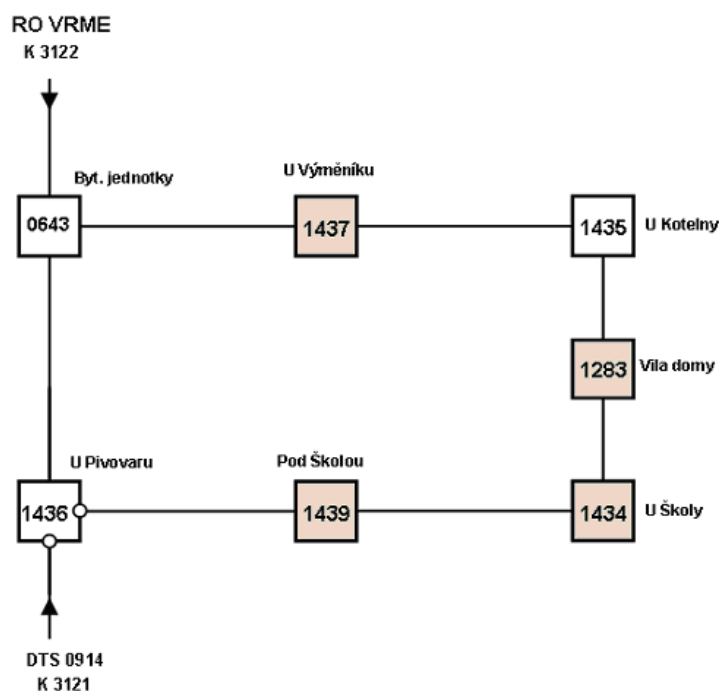 RO VRME
K 3122
Byt. jednotky
U Výměníku
0643
1437
1435
U Kotelny
1283
Vila domy
U Pivovaru
Pod Školou
1436
1439
1434
U Školy
DTS 0914
K 3121